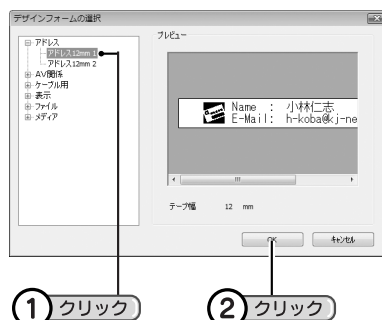 デザインフォームの選択
アドレス
アドレス12mm 1
アドレス12mm 2
AV関係
ケーブル用
表示
ファイル
メディア
プレビュー
Name : 小林仁志
E-Mail: h-koba@kj-ne
テープ幅 12 mm
OK キャンセル
1 クリック
2 クリック